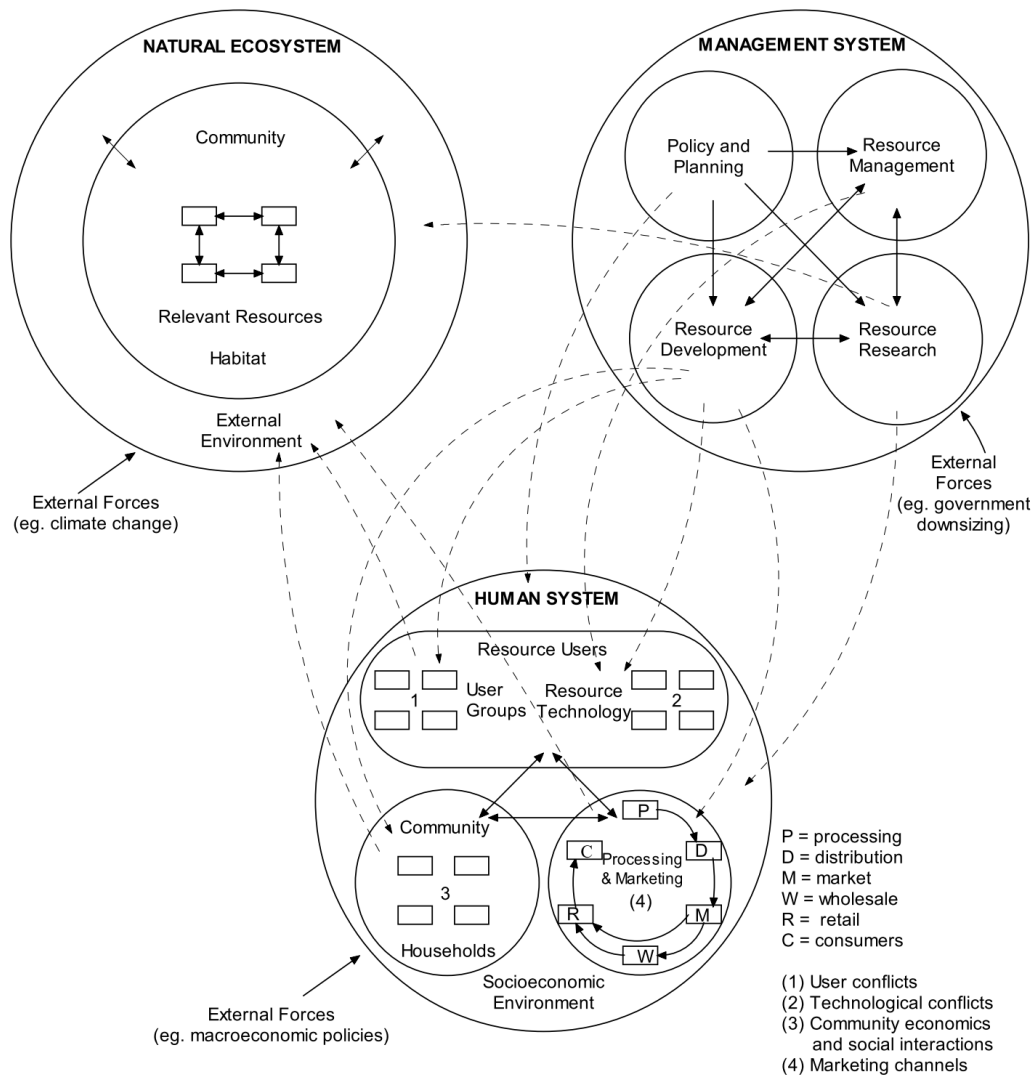 NATURAL ECOSYSTEM
Community
Relevant Resources
Habitat
External
Environment
External Forces
(eg. climate change)
MANAGEMENT SYSTEM
Policy and
Planning
Resource
Management
Resource
Development
Resource
Research
External
Forces
(eg. government
downsizing)
HUMAN SYSTEM
Resource Users
1
User
Groups
Resource
Technology
2
Community
3
Households
P
D
M
W
R
C
Processing
& Marketing
(4)
Socioeconomic
Environment
External Forces
(eg. macroeconomic policies)
P = processing
D = distribution
M = market
W = wholesale
R = retail
C = consumers
(1) User conflicts
(2) Technological conflicts
(3) Community economics
and social interactions
(4) Marketing channels